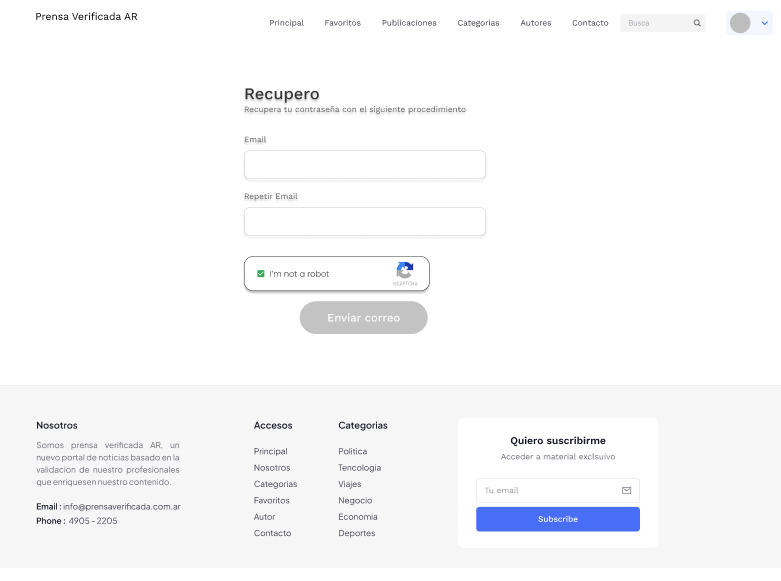 Prensa Verificada AR
Principal Favoritos Publicaciones Categorias Autores Contacto Busca
Recupero
Recupera tu contraseña con el siguiente procedimiento
Email
Repetir Email
I'm not a robot
reCAPTCHA
Enviar correo
Nosotros
Somos prensa verificada AR, un
nuevo portal de noticias basado en la
validacion de nuestro profesionales
que enriquesen nuestro contenido.
Email : info@prensaverificada.com.ar
Phone : 4905 - 2205
Accesos
Principal
Nosotros
Categorias
Favoritos
Autor
Contacto
Categorias
Politica
Tencologia
Viajes
Negocio
Economia
Deportes
Quiero suscribirme
Acceder a material exclsuivo
Tu email
Subscribe